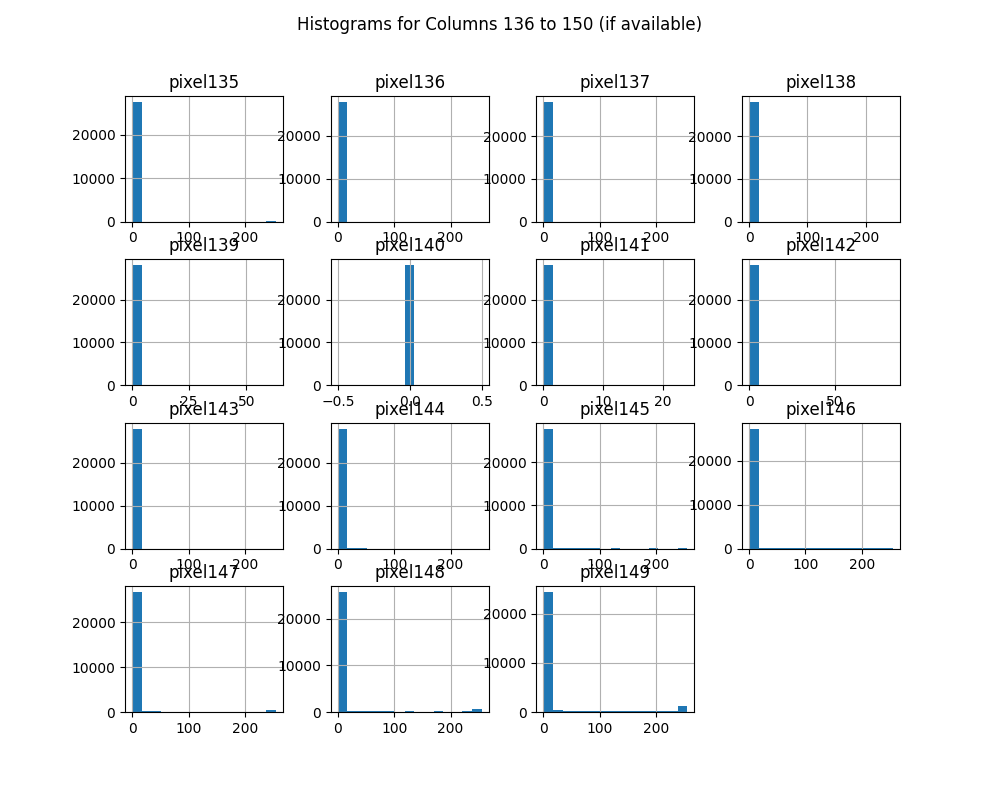 Histograms for Columns 136 to 150 (if available)
pixel135 pixel136 pixel137 pixel138
20000 20000 20000 20000
10000 10000 10000 10000
0 0 0 0
0 100 200 0 100 200 0 100 200 0 100 200
pixel139 pixel140 pixel141 pixel142
20000 20000 20000 20000
10000 10000 10000 10000
0 0 0 0
0 25 50 −0.5 0.0 0.5 0 10 20 0 50
pixel143 pixel144 pixel145 pixel146
20000 20000 20000 20000
10000 10000 10000 10000
0 0 0 0
0 100 200 0 100 200 0 100 200 0 100 200
pixel147 pixel148 pixel149
20000 20000 20000
10000 10000 10000
0 0 0
0 100 200 0 100 200 0 100 200